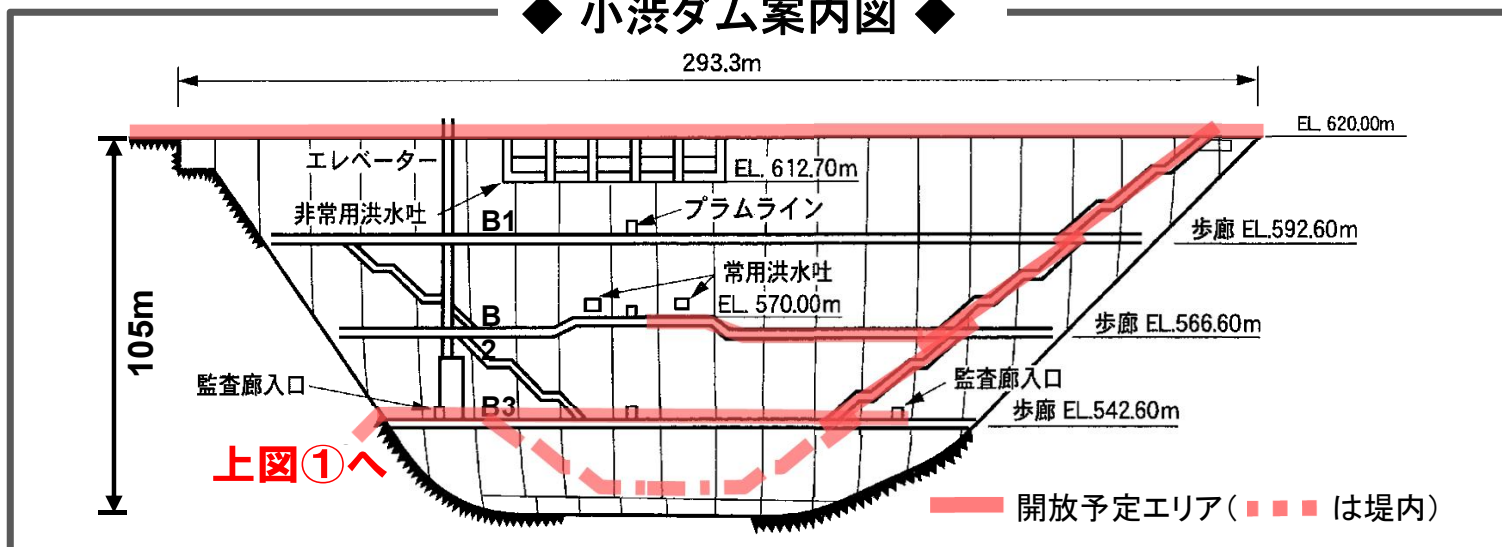 ◆ 小渋ダム案内図 ◆
293.3m
EL. 620.00m
エレベーター
EL. 612.70m
非常用洪水吐
B1
プラムライン
歩廊 EL.592.60m
常用洪水吐
EL. 570.00m
B
2
歩廊 EL.566.60m
105m
監査廊入口
監査廊入口
B3
歩廊 EL.542.60m
上図①へ
開放予定エリア( は堤内)